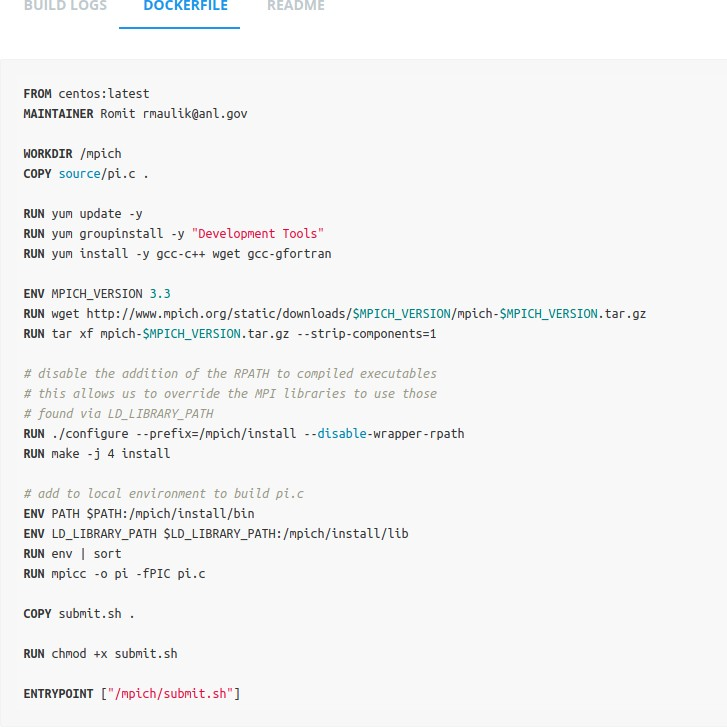 BUILD LOGS DOCKERFILE README
FROM centos:latest
MAINTAINER Romit rmaulik@anl.gov
WORKDIR /mpich
COPY source/pi.c .
RUN yum update -y
RUN yum groupinstall -y "Development Tools"
RUN yum install -y gcc-c++ wget gcc-gfortran
ENV MPICH_VERSION 3.3
RUN wget http://www.mpich.org/static/downloads/$MPICH_VERSION/mpich-$MPICH_VERSION.tar.gz
RUN tar xf mpich-$MPICH_VERSION.tar.gz --strip-components=1
# disable the addition of the RPATH to compiled executables
# this allows us to override the MPI libraries to use those
# found via LD_LIBRARY_PATH
RUN ./configure --prefix=/mpich/install --disable-wrapper-rpath
RUN make -j 4 install
# add to local environment to build pi.c
ENV PATH $PATH:/mpich/install/bin
ENV LD_LIBRARY_PATH $LD_LIBRARY_PATH:/mpich/install/lib
RUN env | sort
RUN mpicc -o pi -fPIC pi.c
COPY submit.sh .
RUN chmod +x submit.sh
ENTRYPOINT ["/mpich/submit.sh"]